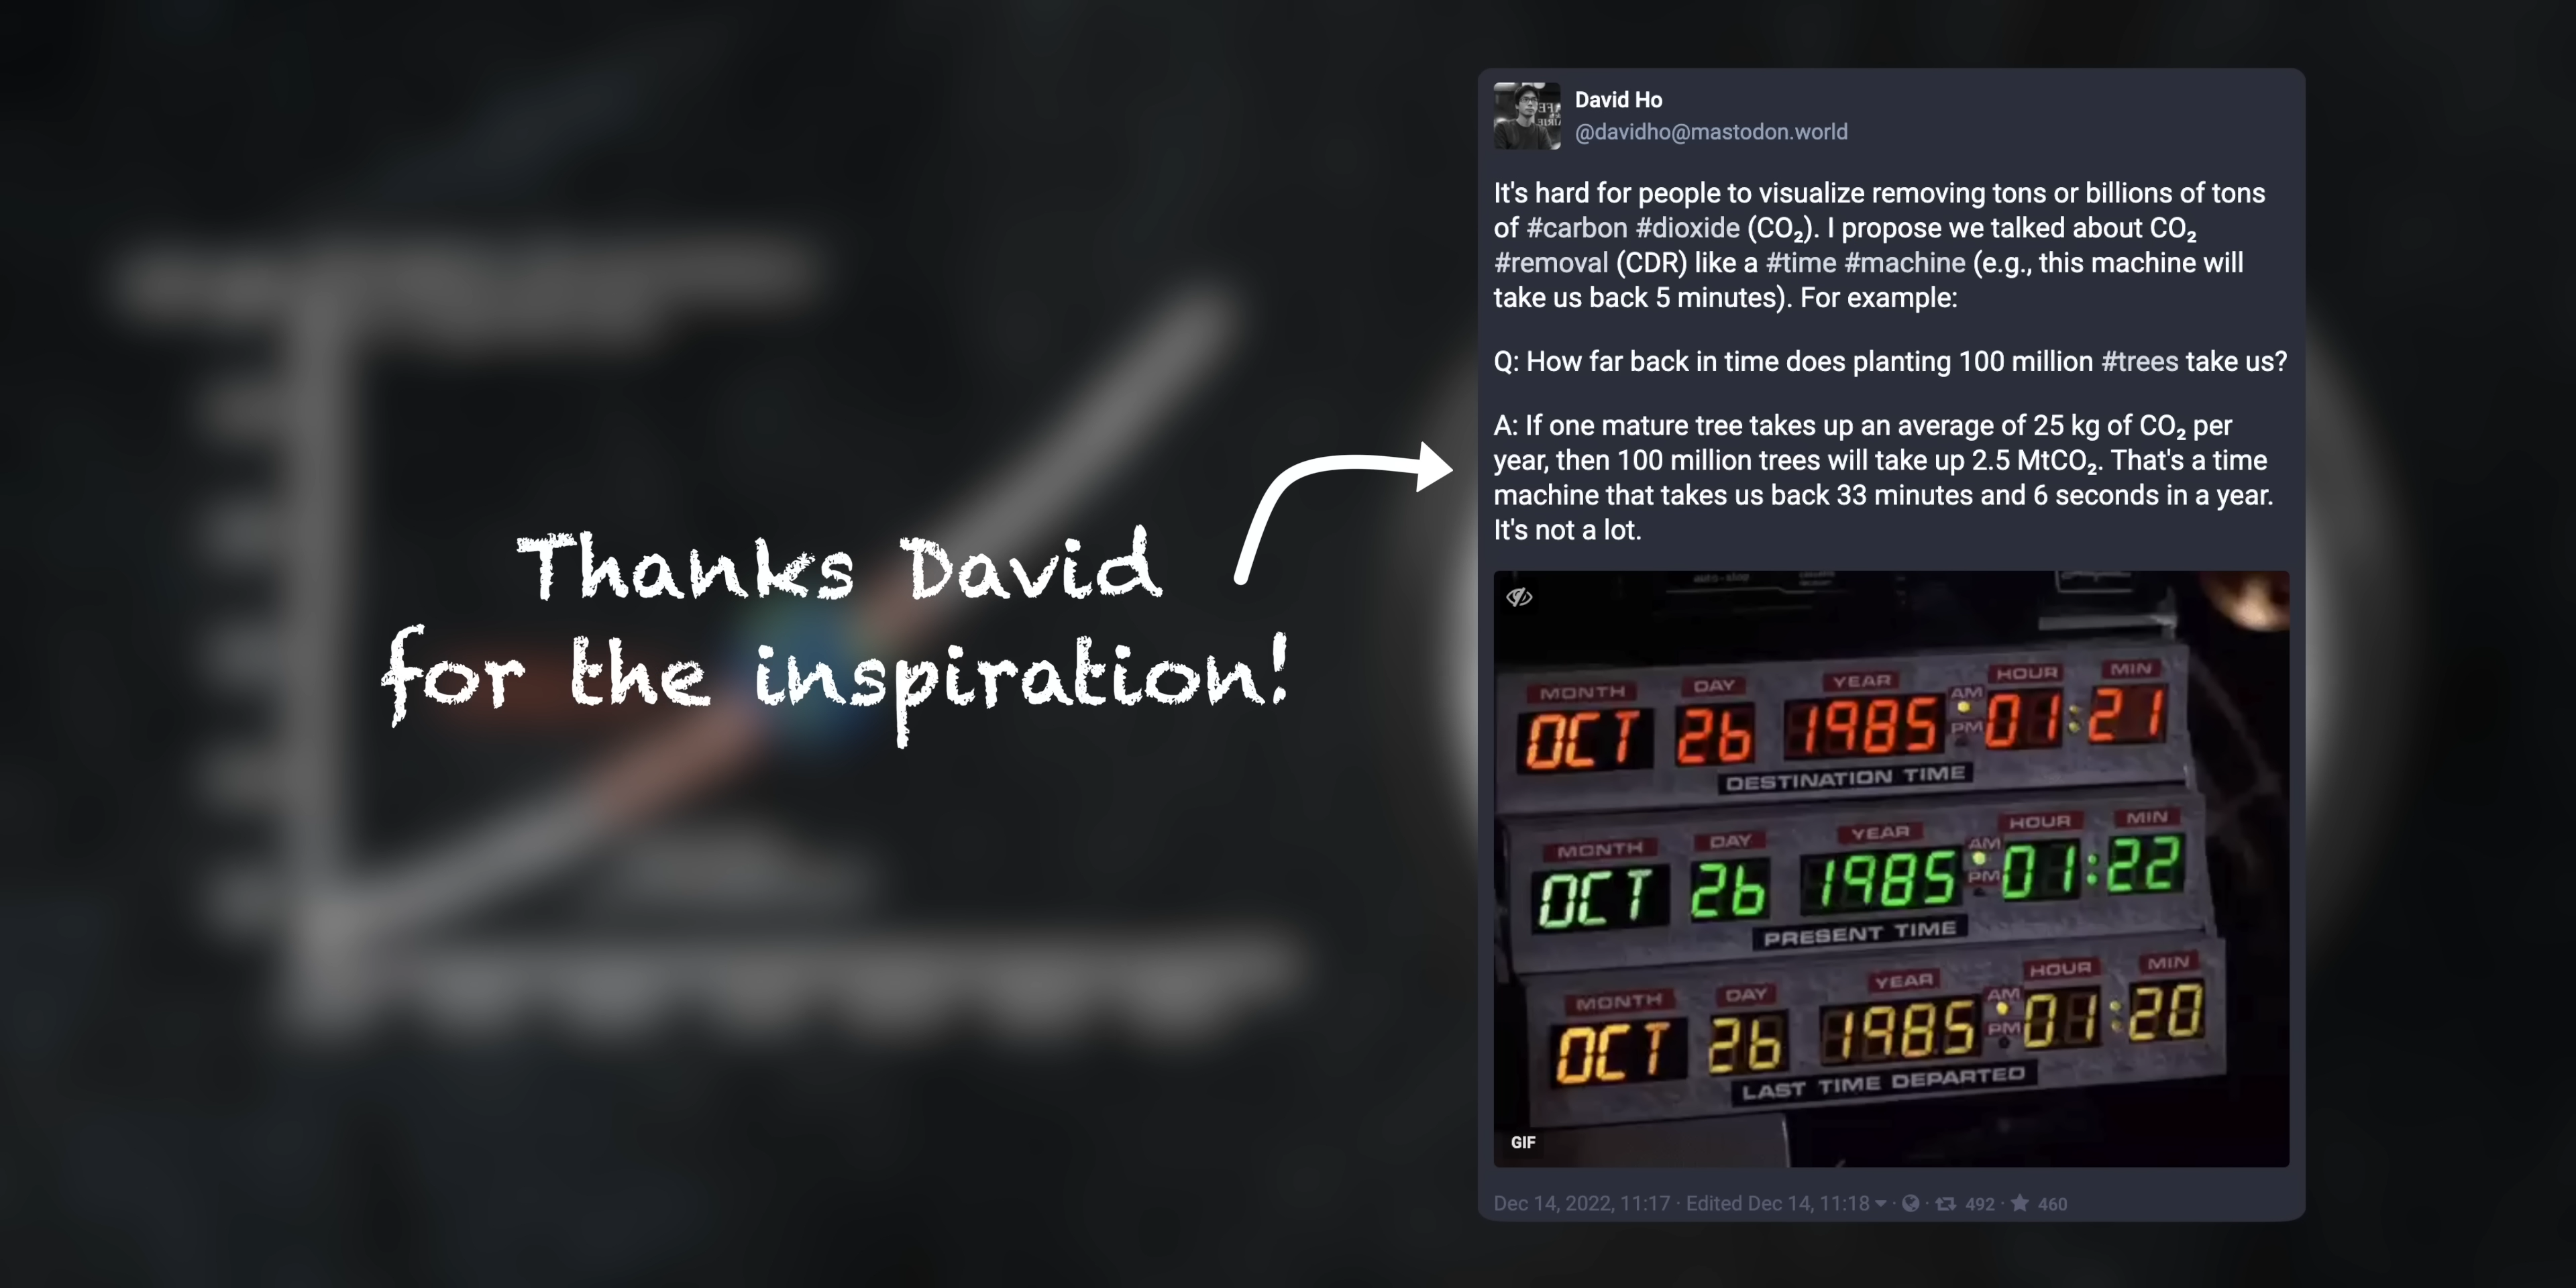 Thanks David
for the inspiration!
David Ho
@davidho@mastodon.world
It's hard for people to visualize removing tons or billions of tons
of #carbon #dioxide (CO₂). I propose we talked about CO₂
#removal (CDR) like a #time #machine (e.g., this machine will
take us back 5 minutes). For example:
Q: How far back in time does planting 100 million #trees take us?
A: If one mature tree takes up an average of 25 kg of CO₂ per
year, then 100 million trees will take up 2.5 MtCO₂. That's a time
machine that takes us back 33 minutes and 6 seconds in a year.
It's not a lot.
MONTH DAY YEAR AM PM HOUR MIN
OCT 26 1985 01:21
DESTINATION TIME
MONTH DAY YEAR AM PM HOUR MIN
OCT 26 1985 01:22
PRESENT TIME
MONTH DAY YEAR AM PM HOUR MIN
OCT 26 1985 01:20
LAST TIME DEPARTED
GIF
Dec 14, 2022, 11:17 · Edited Dec 14, 11:18 · 492 · 460